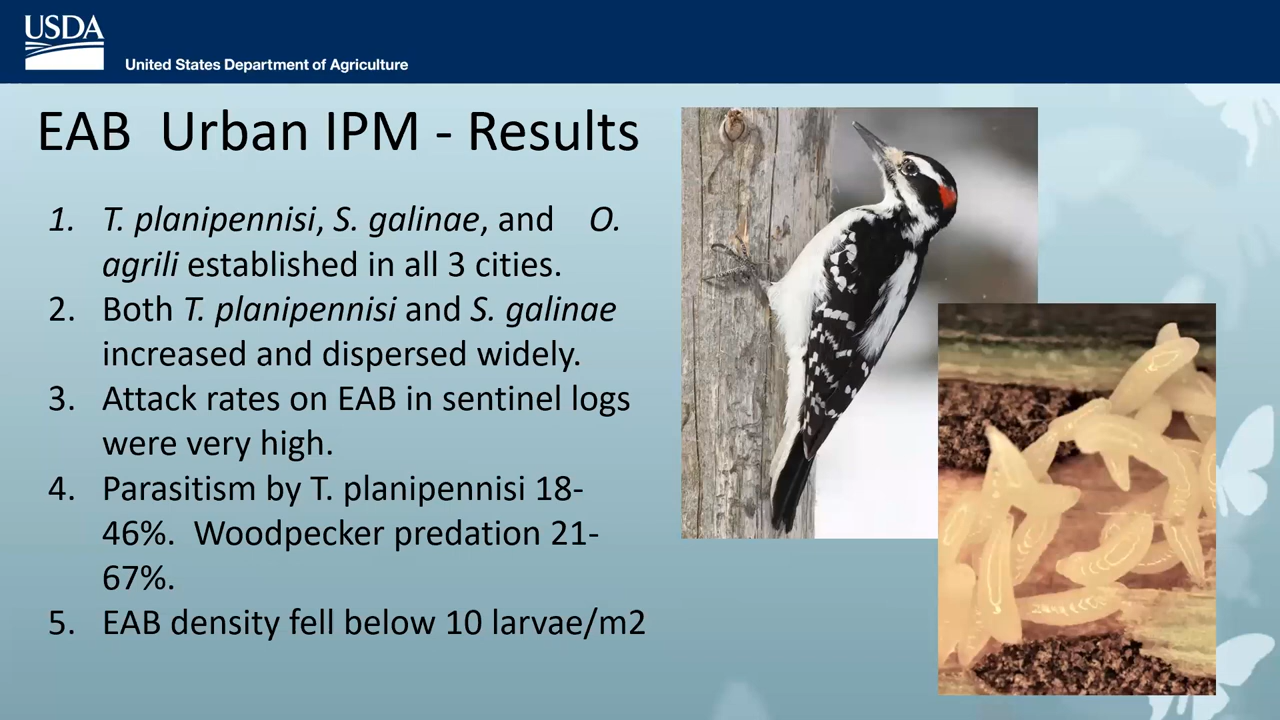 USDA
United States Department of Agriculture
EAB Urban IPM - Results
1. T. planipennisi, S. galinae, and O.
agrili established in all 3 cities.
2. Both T. planipennisi and S. galinae
increased and dispersed widely.
3. Attack rates on EAB in sentinel logs
were very high.
4. Parasitism by T. planipennisi 18-
46%. Woodpecker predation 21-
67%.
5. EAB density fell below 10 larvae/m2